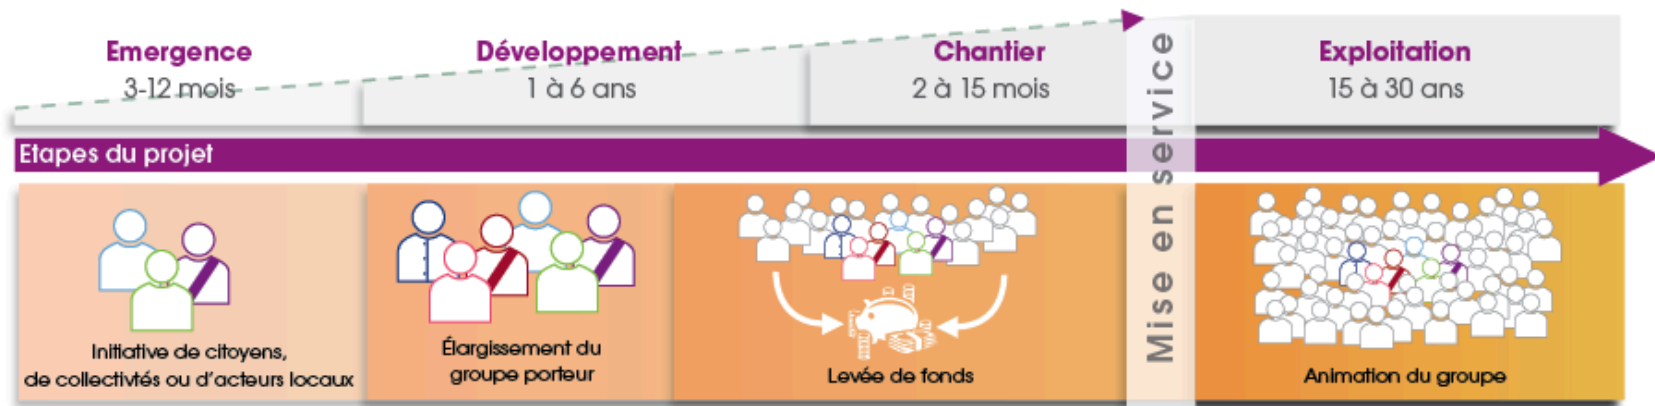 Emergence
3-12 mois
Développement
1 à 6 ans
Chantier
2 à 15 mois
Mise en service
Exploitation
15 à 30 ans
Etapes du projet
Initiative de citoyens,
de collectivtés ou d'acteurs locaux
Élargissement du
groupe porteur
Levée de fonds
Animation du groupe